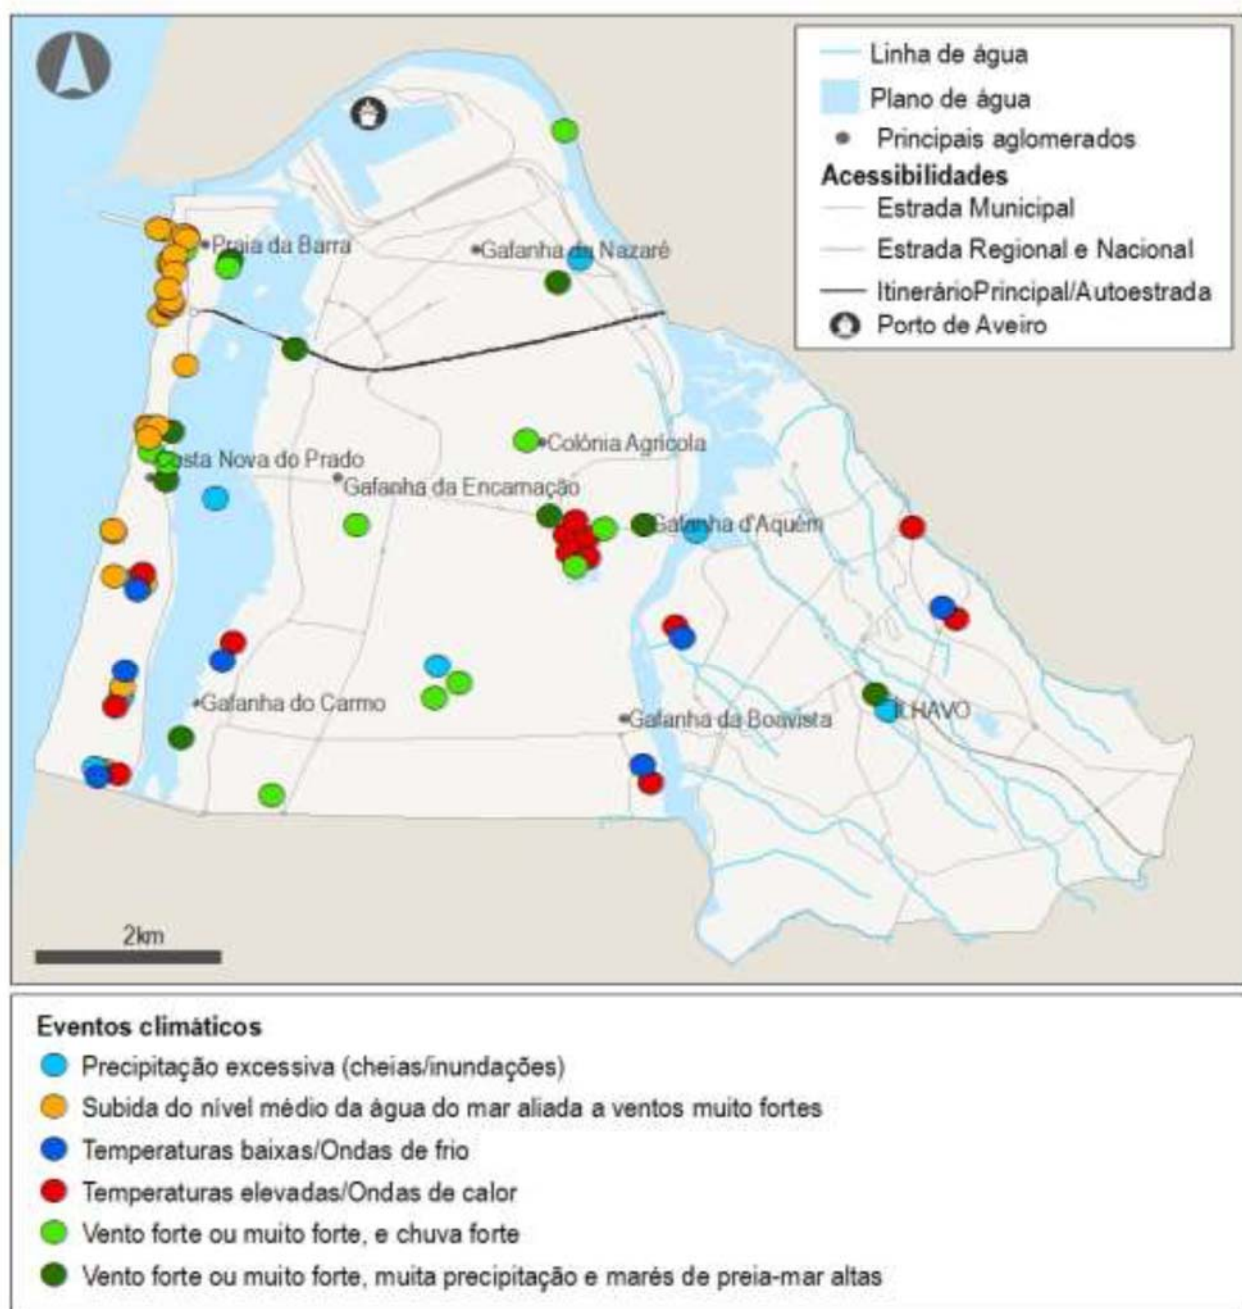 Linha de água
Plano de água
Principais aglomerados
Acessibilidades
Estrada Municipal
Estrada Regional e Nacional
ItinerárioPrincipal/Autoestrada
Porto de Aveiro
Praia da Barra
Gafanha da Nazaré
Colónia Agrícola
Costa Nova do Prado
Gafanha da Encarnação
Gafanha d'Aquém
Gafanha do Carmo
Gafanha da Boavista
ÍLHAVO
2km
Eventos climáticos
Precipitação excessiva (cheias/inundações)
Subida do nível médio da água do mar aliada a ventos muito fortes
Temperaturas baixas/Ondas de frio
Temperaturas elevadas/Ondas de calor
Vento forte ou muito forte, e chuva forte
Vento forte ou muito forte, muita precipitação e marés de preia-mar altas